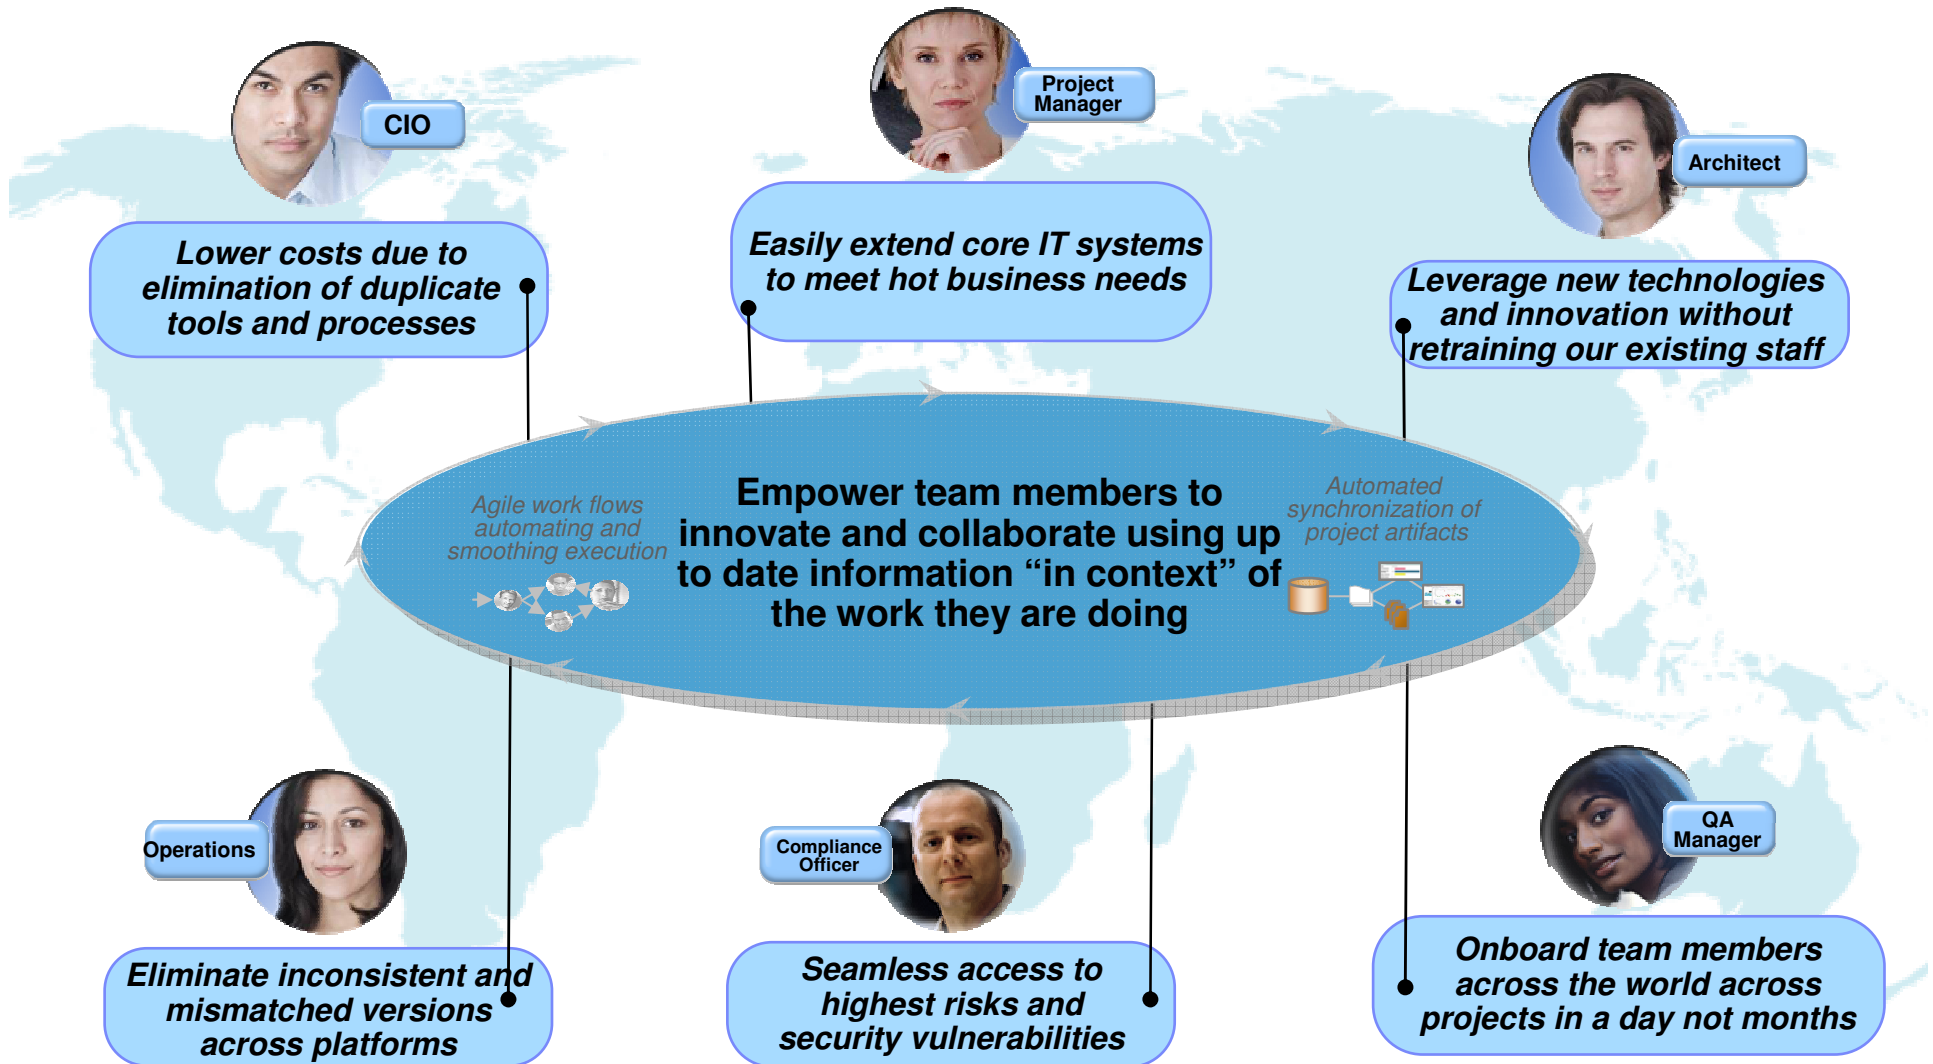 CIO
Project
Manager
Architect
Lower costs due to
elimination of duplicate
tools and processes
Easily extend core IT systems
to meet hot business needs
Leverage new technologies
and innovation without
retraining our existing staff
Agile work flows
automating and
smoothing execution
Empower team members to
innovate and collaborate using up
to date information “in context” of
the work they are doing
Automated
synchronization of
project artifacts
Operations
Compliance
Officer
QA
Manager
Eliminate inconsistent and
mismatched versions
across platforms
Seamless access to
highest risks and
security vulnerabilities
Onboard team members
across the world across
projects in a day not months